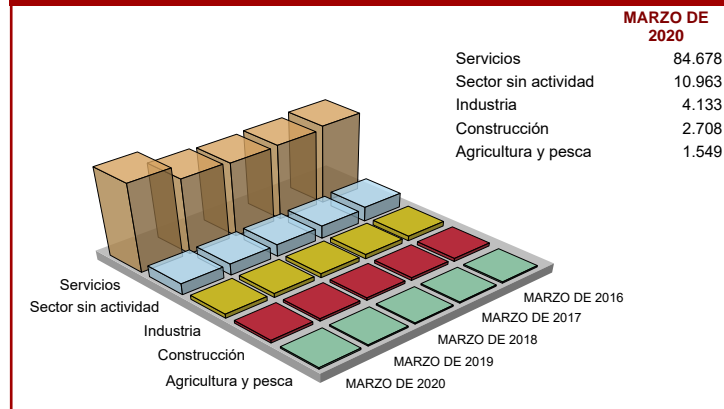 MARZO DE
2020
Servicios 84.678
Sector sin actividad 10.963
Industria 4.133
Construcción 2.708
Agricultura y pesca 1.549
Servicios
Sector sin actividad
Industria
Construcción
Agricultura y pesca
MARZO DE 2016
MARZO DE 2017
MARZO DE 2018
MARZO DE 2019
MARZO DE 2020